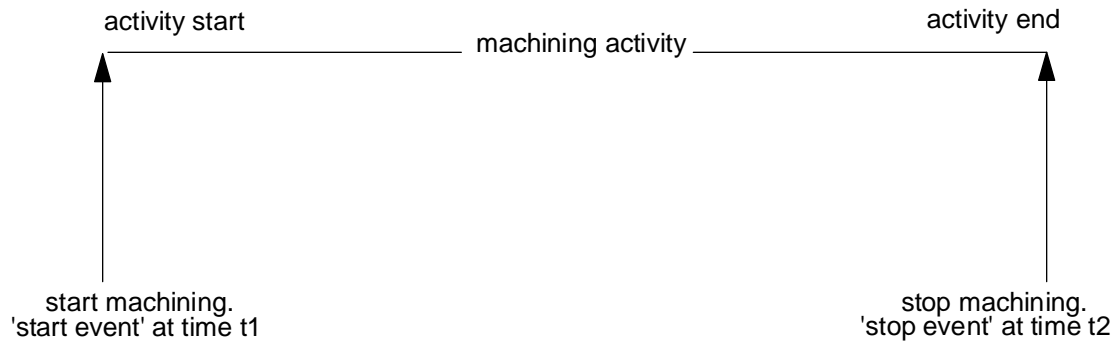 activity start
activity end
machining activity
start machining.
'start event' at time t1
stop machining.
'stop event' at time t2